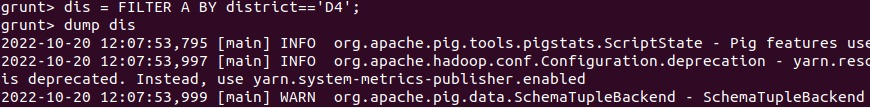 grunt> dis = FILTER A BY district=='D4';
grunt> dump dis
2022-10-20 12:07:53,795 [main] INFO  org.apache.pig.tools.pigstats.ScriptState - Pig features use
2022-10-20 12:07:53,997 [main] INFO  org.apache.hadoop.conf.Configuration.deprecation - yarn.reso
is deprecated. Instead, use yarn.system-metrics-publisher.enabled
2022-10-20 12:07:53,999 [main] WARN  org.apache.pig.data.SchemaTupleBackend - SchemaTupleBackend